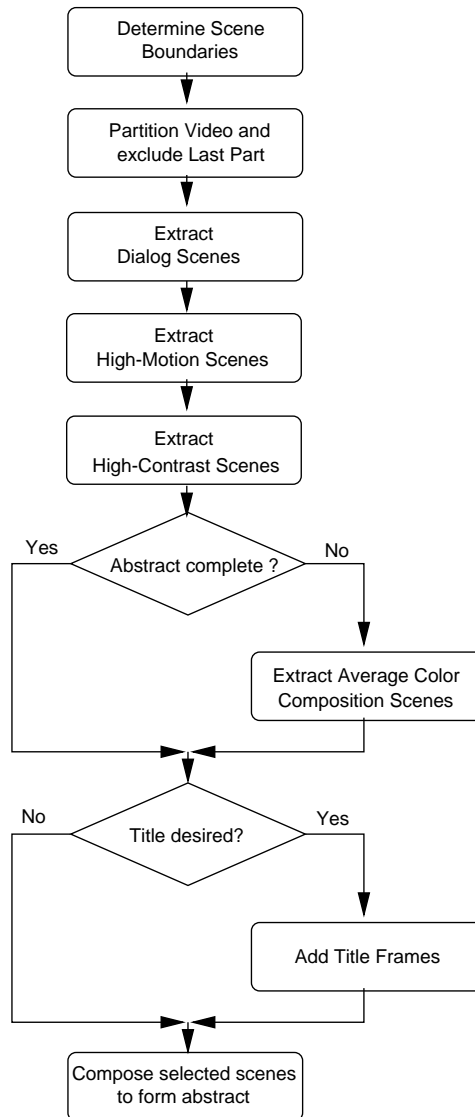 Determine Scene
Boundaries
Partition Video and
exclude Last Part
Extract
Dialog Scenes
Extract
High-Motion Scenes
Extract
High-Contrast Scenes
Yes
Abstract complete ?
No
Extract Average Color
Composition Scenes
No
Title desired?
Yes
Add Title Frames
Compose selected scenes
to form abstract